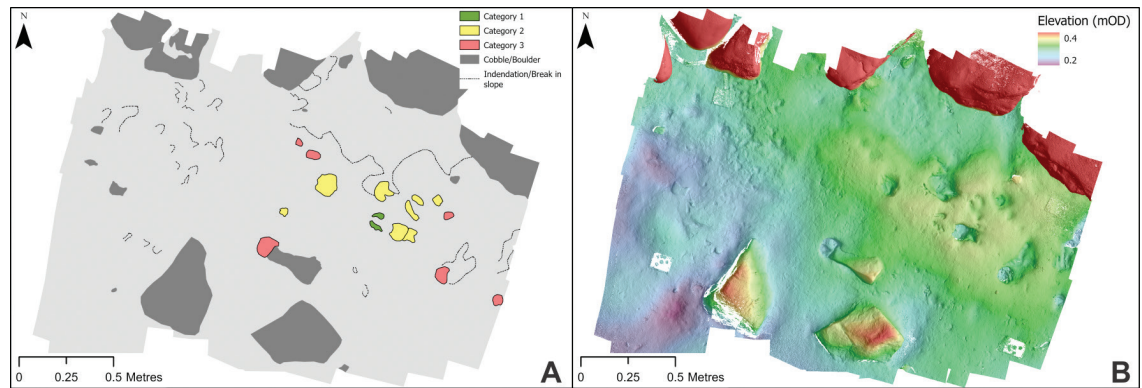 N
Category 1
Category 2
Category 3
Cobble/Boulder
Indentation/Break in
slope
0 0.25 0.5 Metres
A
N
Elevation (mOD)
0.4
0.2
0 0.25 0.5 Metres
B